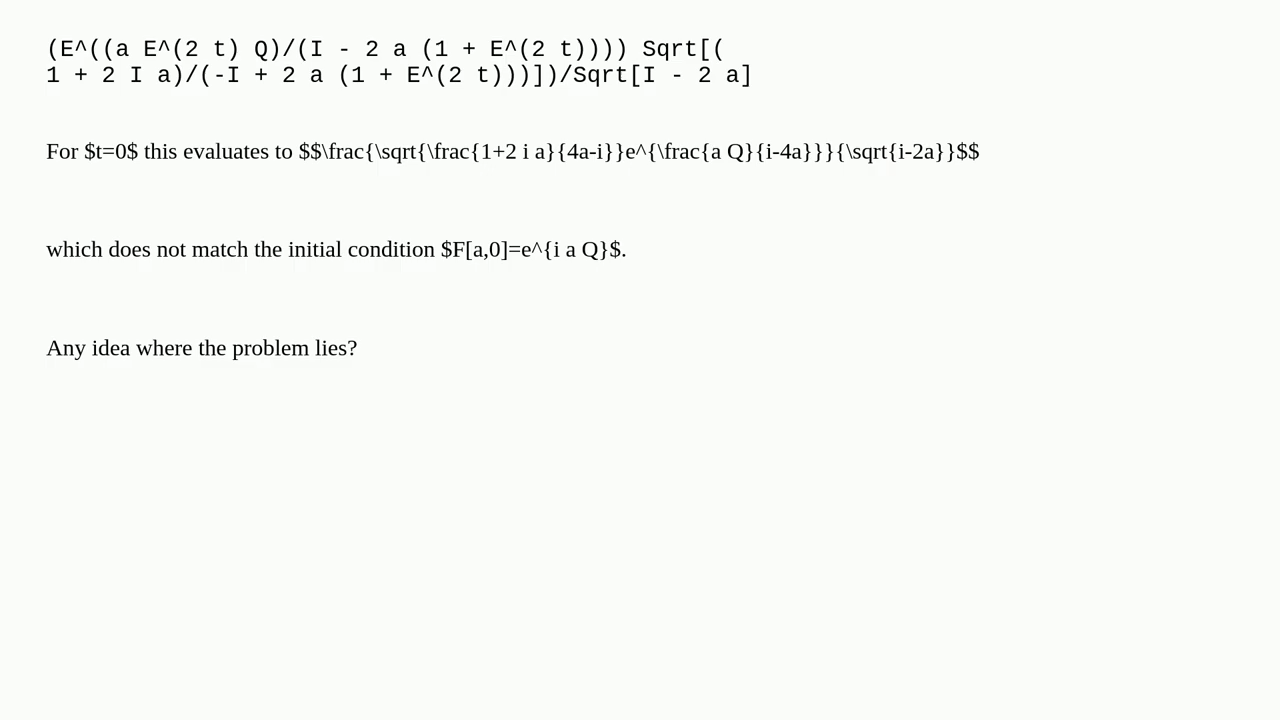 (E^((a E^(2 t) Q)/(I - 2 a (1 + E^(2 t)))) Sqrt[(
1 + 2 I a)/(-I + 2 a (1 + E^(2 t)))])/Sqrt[I - 2 a]
For $t=0$ this evaluates to $$\frac{\sqrt{\frac{1+2 i a}{4a-i}}e^{\frac{a Q}{i-4a}}}{\sqrt{i-2a}}$$
which does not match the initial condition $F[a,0]=e^{i a Q}$.
Any idea where the problem lies?